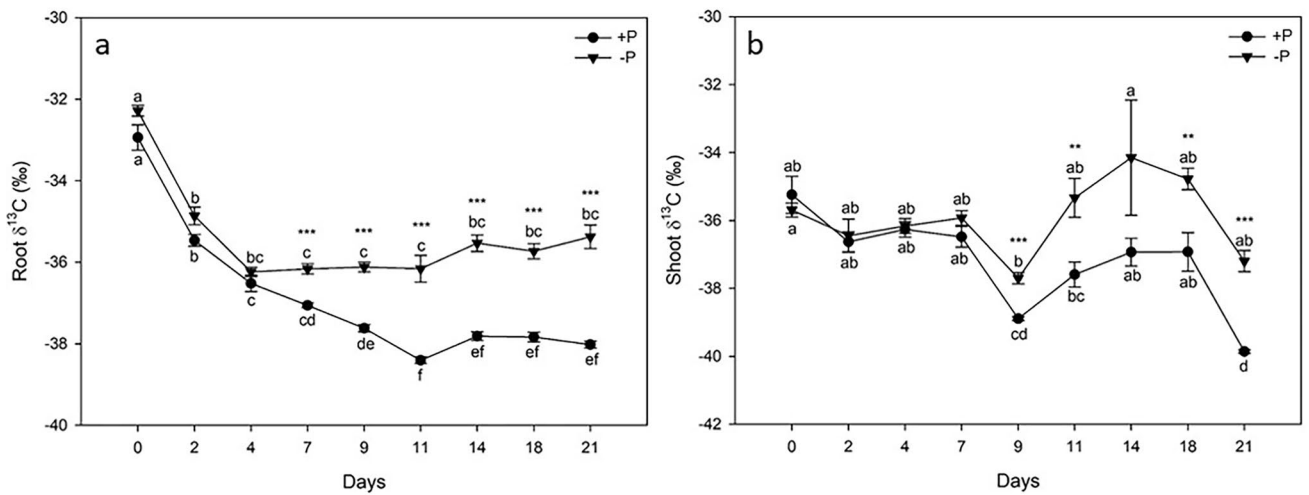 a
+P
-P
Root δ¹³C (‰)
-30
-32
-34
-36
-38
-40
a
b
bc
***
c
***
c
***
c
***
bc
***
bc
***
bc
a
b
c
cd
de
f
ef
ef
ef
0 2 4 7 9 11 14 18 21
Days
b
+P
-P
Shoot δ¹³C (‰)
-30
-32
-34
-36
-38
-40
-42
ab
ab
ab
ab
***
b
**
ab
a
**
ab
***
ab
a
ab
ab
ab
cd
bc
ab
ab
d
0 2 4 7 9 11 14 18 21
Days